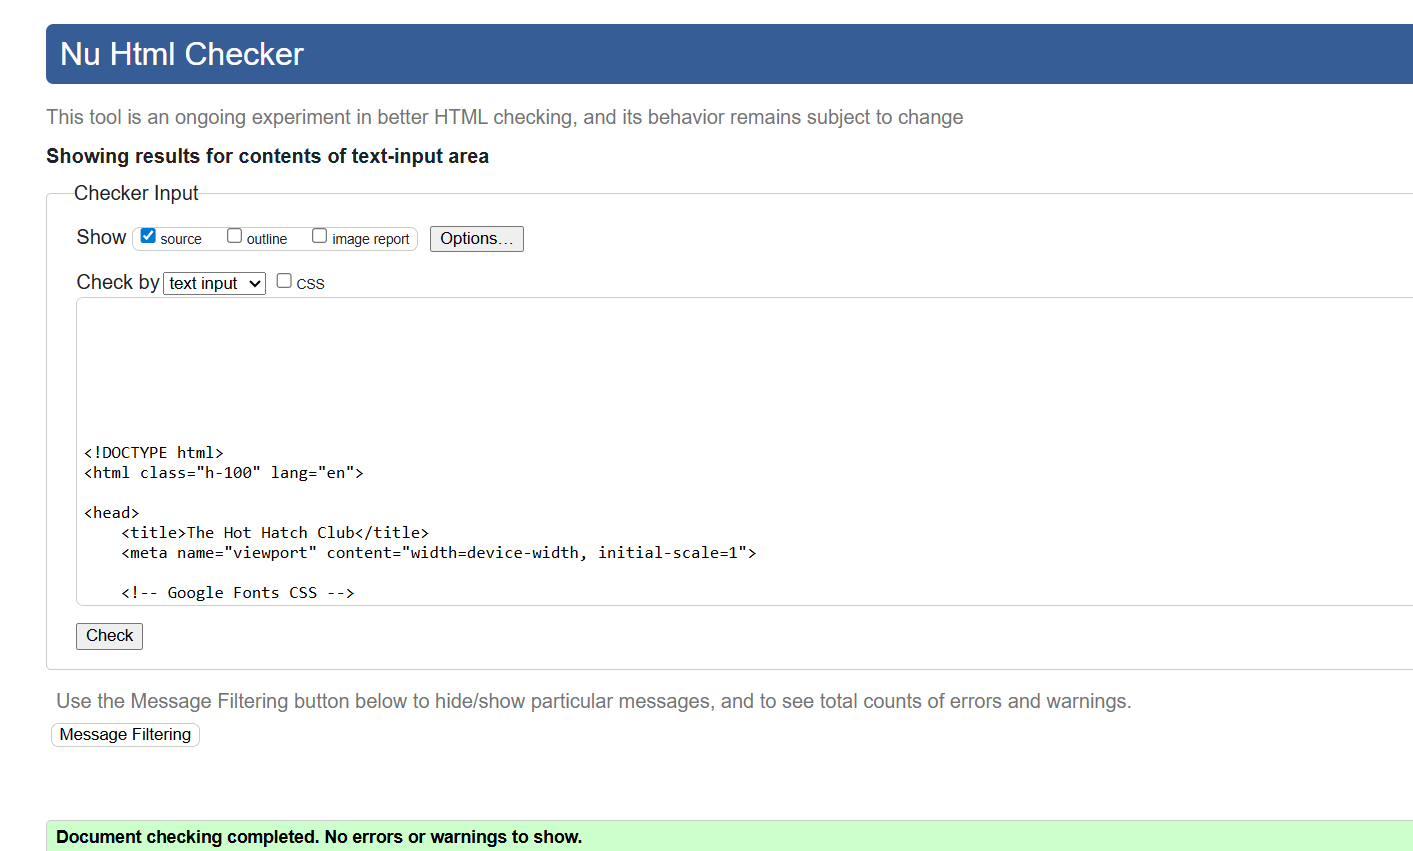 Nu Html Checker
This tool is an ongoing experiment in better HTML checking, and its behavior remains subject to change
Showing results for contents of text-input area
Checker Input
Show source outline image report Options...
Check by text input CSS
<!DOCTYPE html>
<html class="h-100" lang="en">
<head>
<title>The Hot Hatch Club</title>
<meta name="viewport" content="width=device-width, initial-scale=1">
<!-- Google Fonts CSS -->
Check
Use the Message Filtering button below to hide/show particular messages, and to see total counts of errors and warnings.
Message Filtering
Document checking completed. No errors or warnings to show.